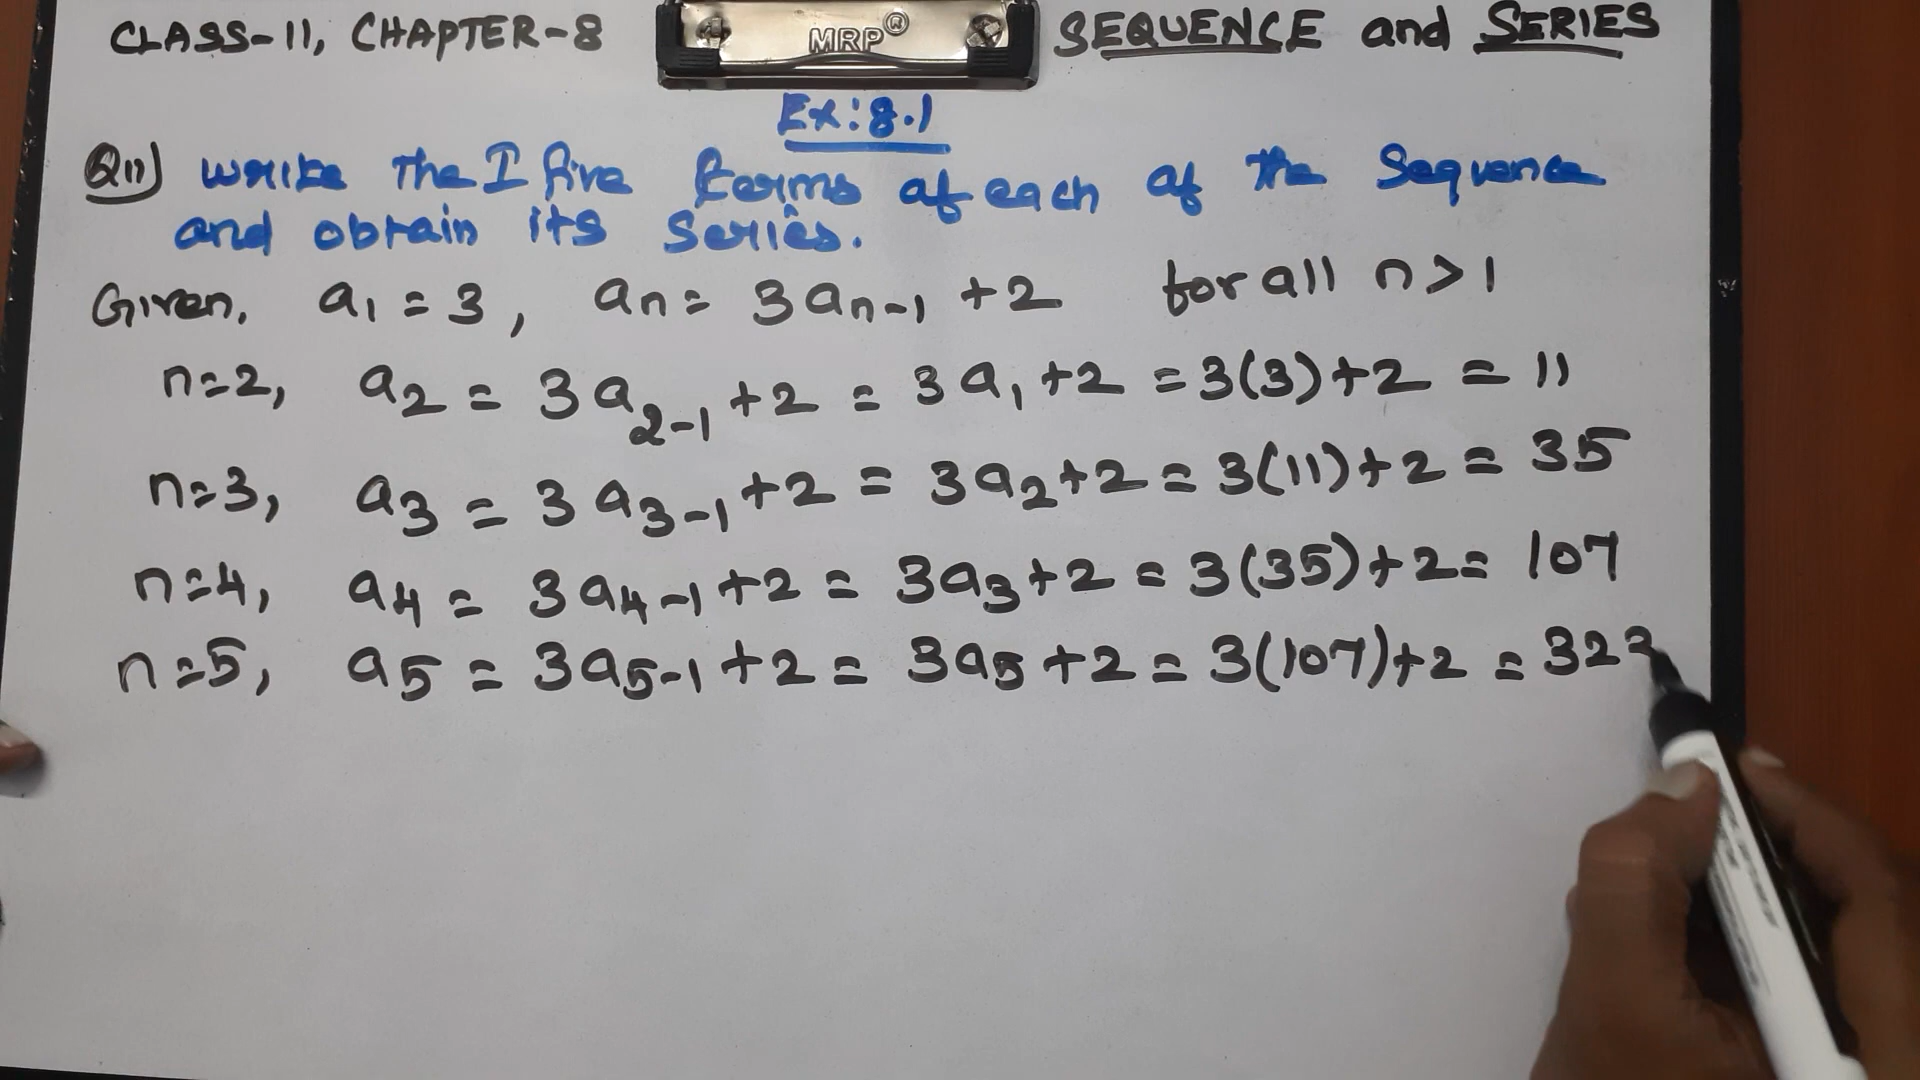 CLASS-11, CHAPTER-8 MRP® SEQUENCE and SERIES
Ex: 8.1
Q11) write the I five terms of each of the Sequence
and obtain its series.
Given, a₁ = 3, aₙ = 3aₙ₋₁ + 2 for all n > 1
n=2, a₂ = 3a₂₋₁ + 2 = 3a₁ + 2 = 3(3) + 2 = 11
n=3, a₃ = 3a₃₋₁ + 2 = 3a₂ + 2 = 3(11) + 2 = 35
n=4, a₄ = 3a₄₋₁ + 2 = 3a₃ + 2 = 3(35) + 2 = 107
n=5, a₅ = 3a₅₋₁ + 2 = 3a₅ + 2 = 3(107) + 2 = 323